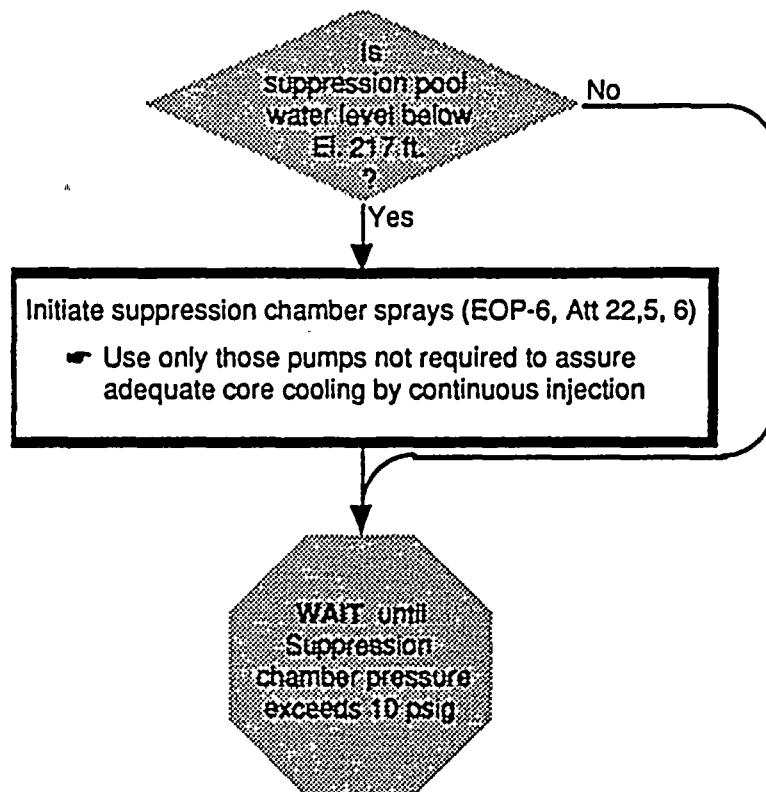 Is
suppression pool
water level below
El. 217 ft.
?
No
Yes
Initiate suppression chamber sprays (EOP-6, Att 22,5, 6)
☛ Use only those pumps not required to assure
adequate core cooling by continuous injection
WAIT until
Suppression
chamber pressure
exceeds 10 psig